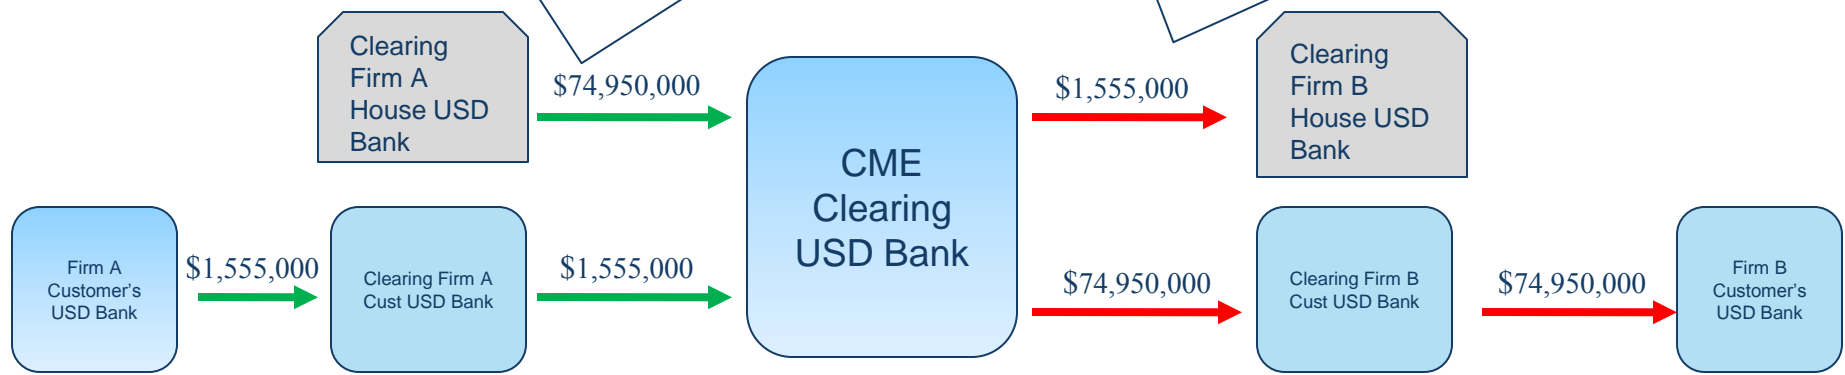 Clearing
Firm A
House USD
Bank
$74,950,000
CME
Clearing
USD Bank
$1,555,000
Clearing
Firm B
House USD
Bank
Firm A
Customer’s
USD Bank
$1,555,000
Clearing Firm A
Cust USD Bank
$1,555,000
$74,950,000
Clearing Firm B
Cust USD Bank
$74,950,000
Firm B
Customer’s
USD Bank